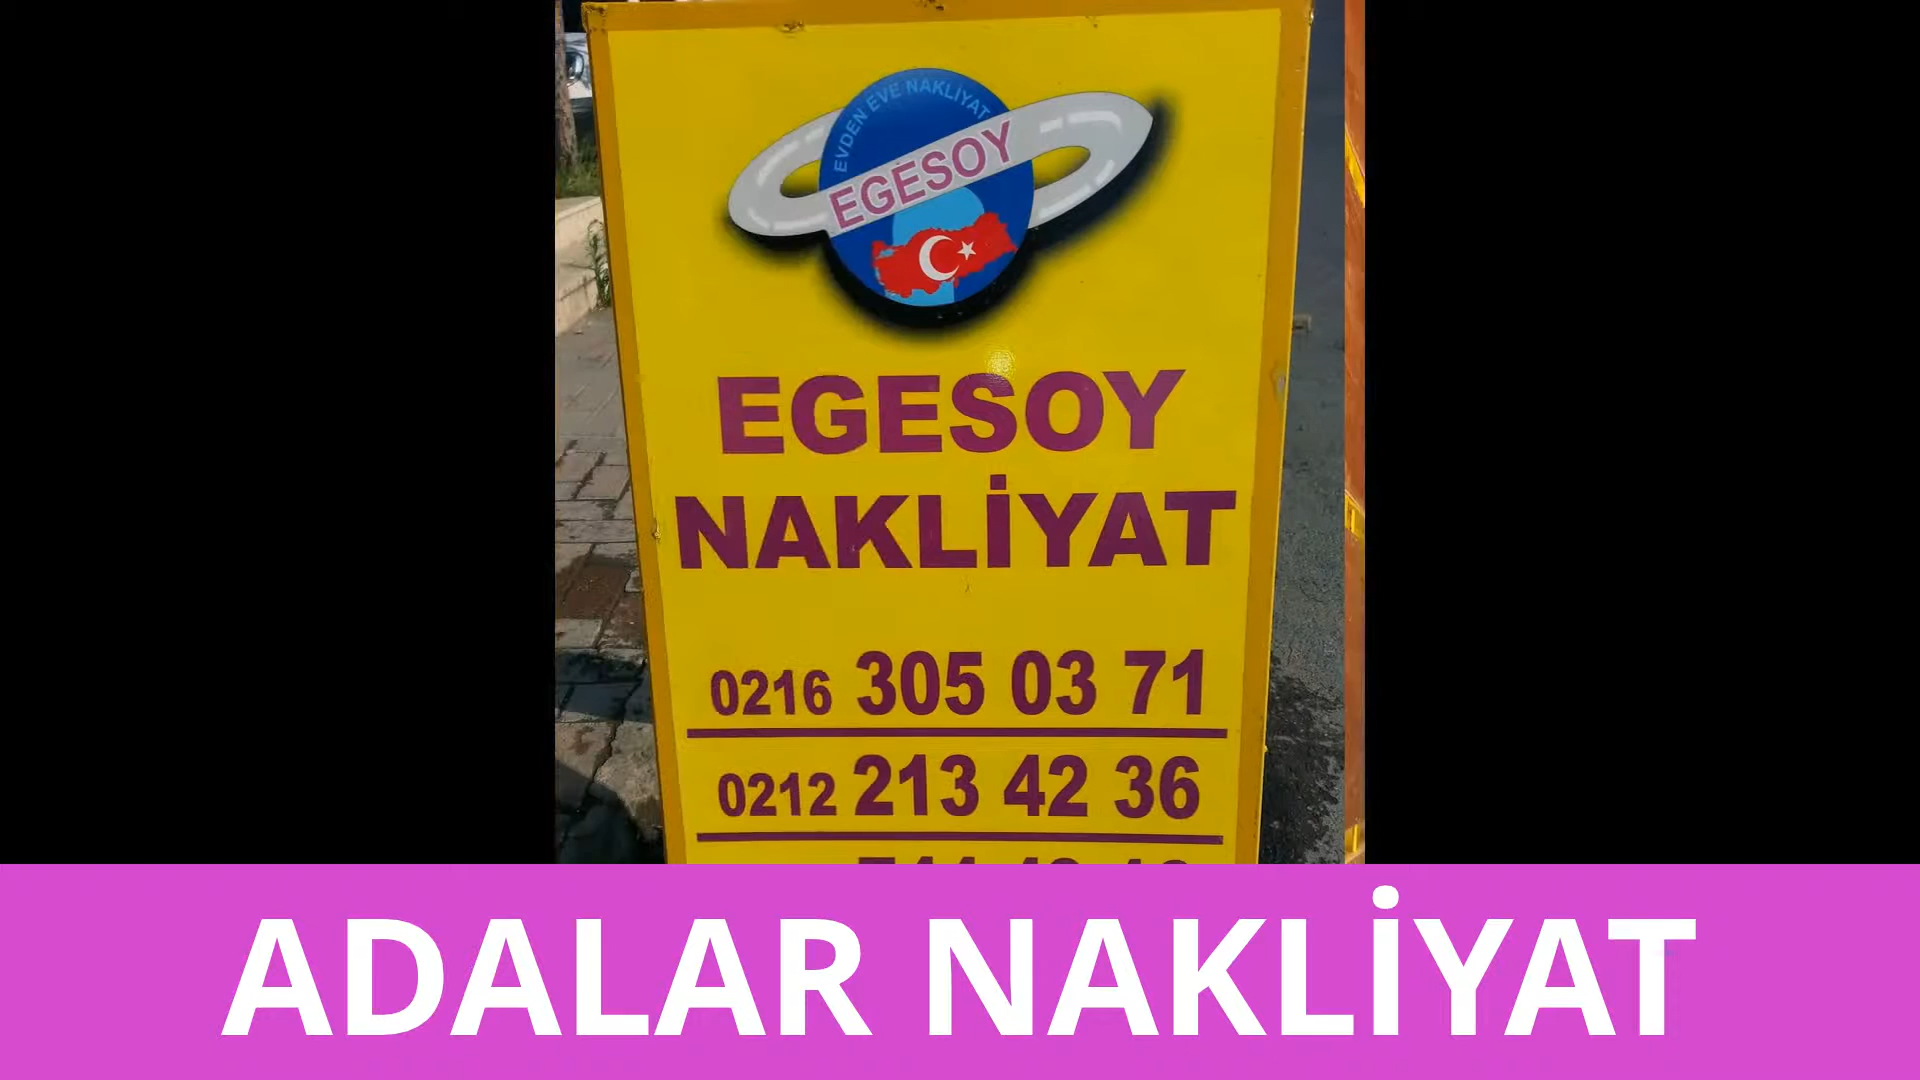 EVDEN EVE NAKLİYAT
EGESOY
EGESOY
NAKLİYAT
0216 305 03 71
0212 213 42 36
ADALAR NAKLİYAT